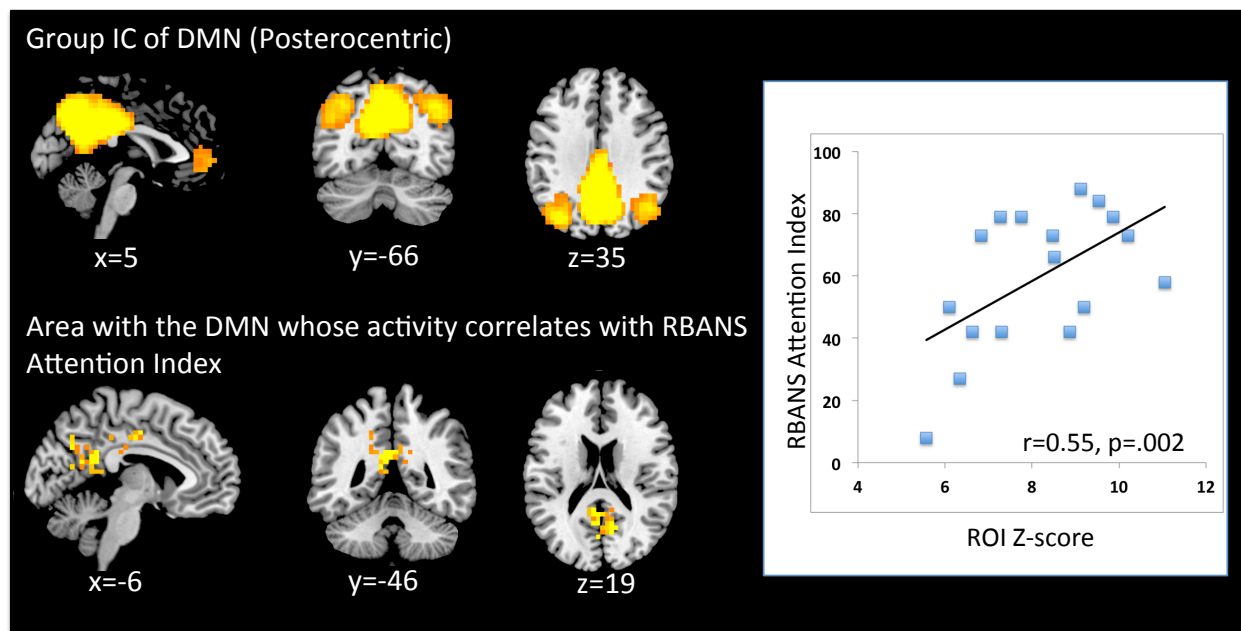 Group IC of DMN (Posterocentric)
x=5
y=-66
z=35
Area with the DMN whose activity correlates with RBANS
Attention Index
x=-6
y=-46
z=19
RBANS Attention Index
100
80
60
40
20
0
r=0.55, p=.002
4 6 8 10 12
ROI Z-score